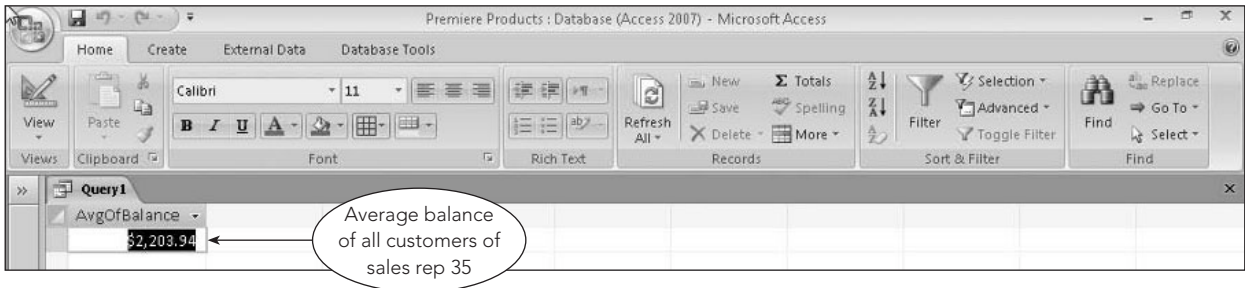 Premiere Products : Database (Access 2007) - Microsoft Access
Home Create External Data Database Tools
View
Views
Paste
Clipboard
Calibri 11
B I U A
Font
ab
Rich Text
Refresh All
New Σ Totals
Save Spelling
Delete More
Records
A Z
Z A
Filter
Selection
Advanced
Toggle Filter
Sort & Filter
Find
Replace
Go To
Select
Find
Query1
AvgOfBalance
$2,203.94
Average balance
of all customers of
sales rep 35